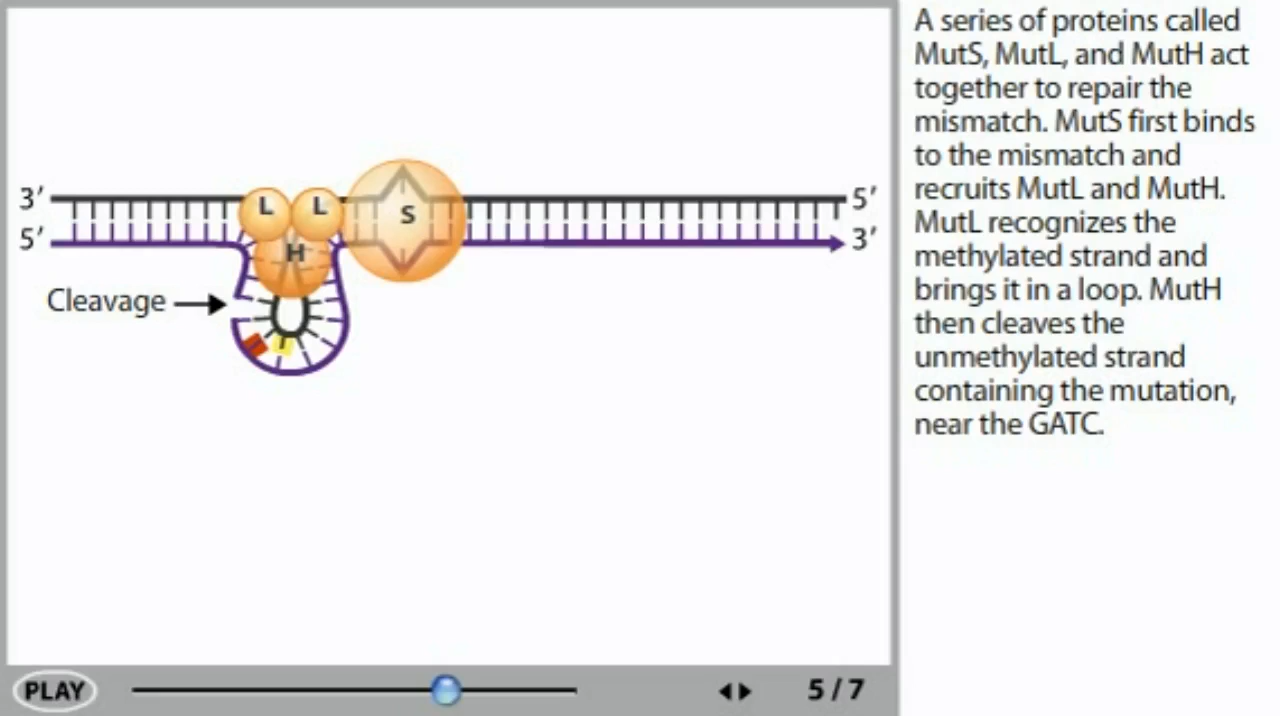 A series of proteins called
MutS, MutL, and MutH act
together to repair the
mismatch. MutS first binds
to the mismatch and
recruits MutL and MutH.
MutL recognizes the
methylated strand and
brings it in a loop. MutH
then cleaves the
unmethylated strand
containing the mutation,
near the GATC.
3′ L L S 5′
5′ H 3′
Cleavage
PLAY 5 / 7